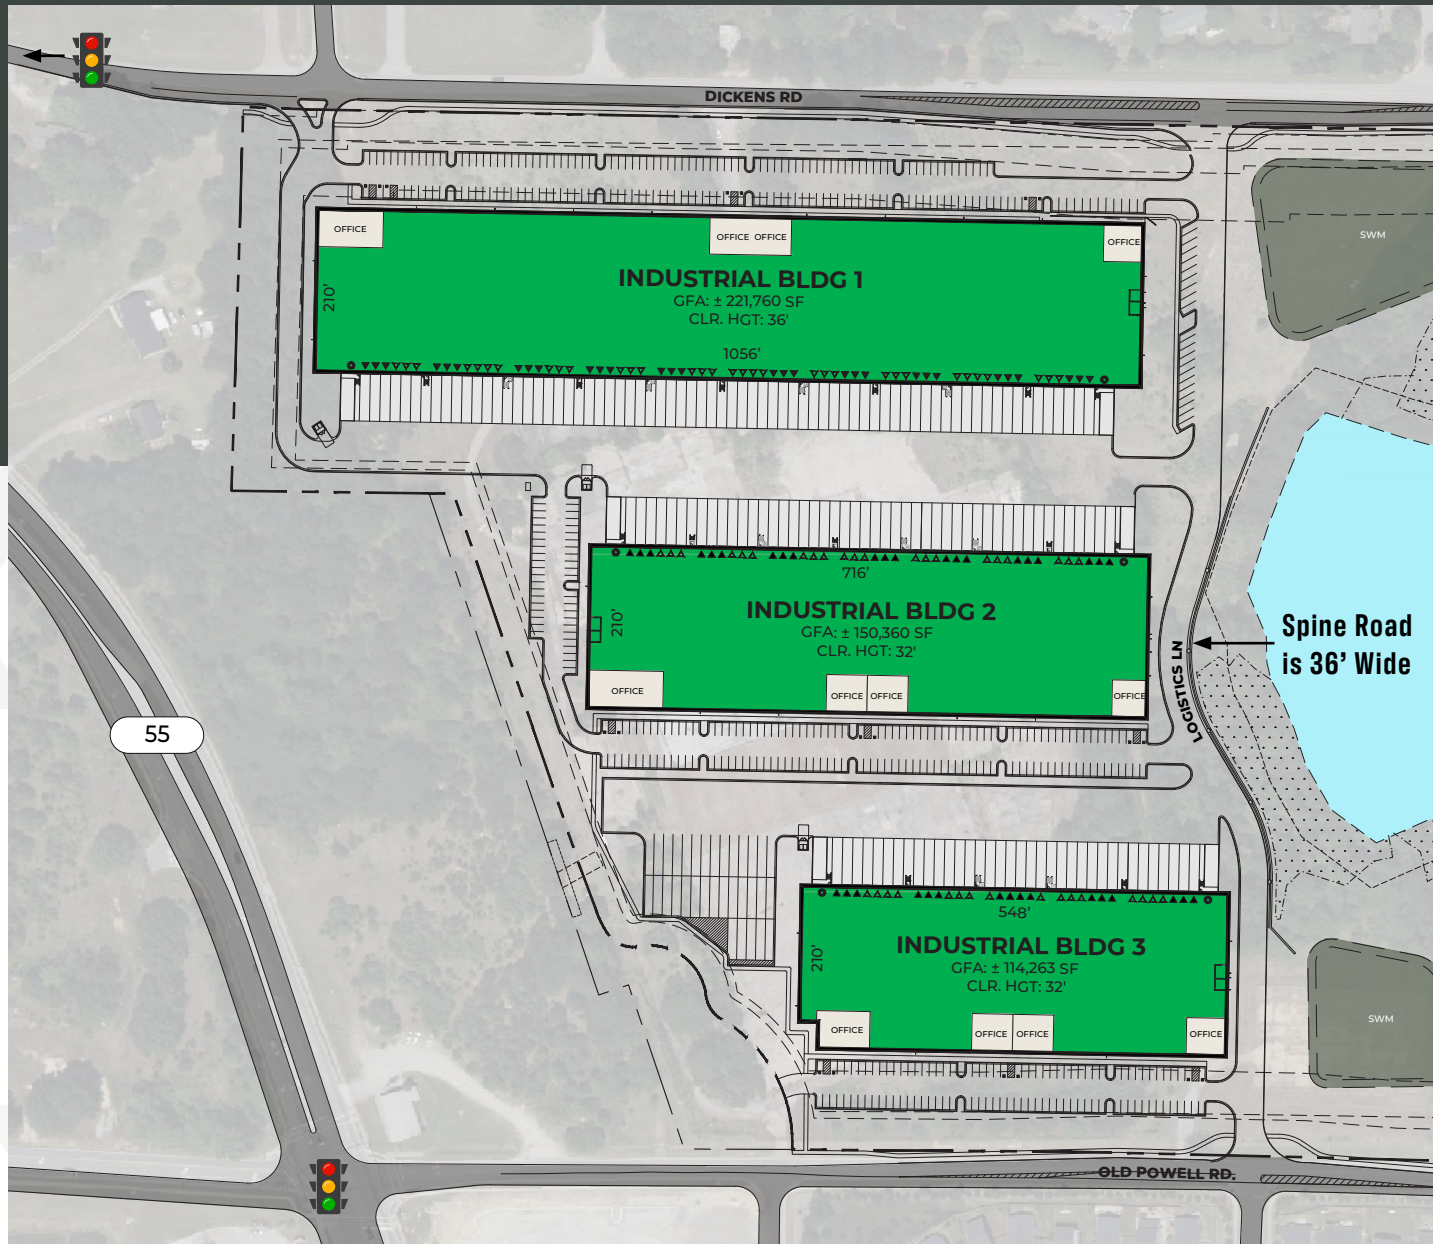 DICKENS RD
OFFICE
OFFICE OFFICE
OFFICE
SWM
INDUSTRIAL BLDG 1
GFA: ± 221,760 SF
CLR. HGT: 36'
210'
1056'
716'
INDUSTRIAL BLDG 2
GFA: ± 150,360 SF
CLR. HGT: 32'
210'
OFFICE
OFFICE OFFICE
OFFICE
LOGISTICS LN
Spine Road
is 36' Wide
55
548'
INDUSTRIAL BLDG 3
GFA: ± 114,263 SF
CLR. HGT: 32'
210'
OFFICE
OFFICE OFFICE
OFFICE
SWM
OLD POWELL RD.